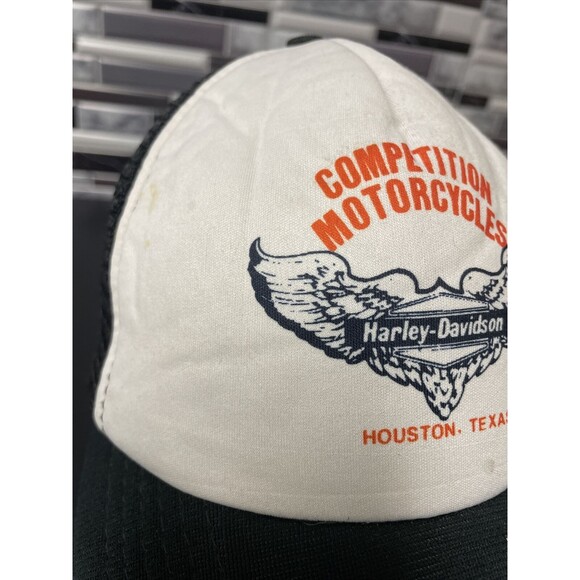 COMPETITION
MOTORCYCLES
Harley-Davidson
HOUSTON, TEXAS